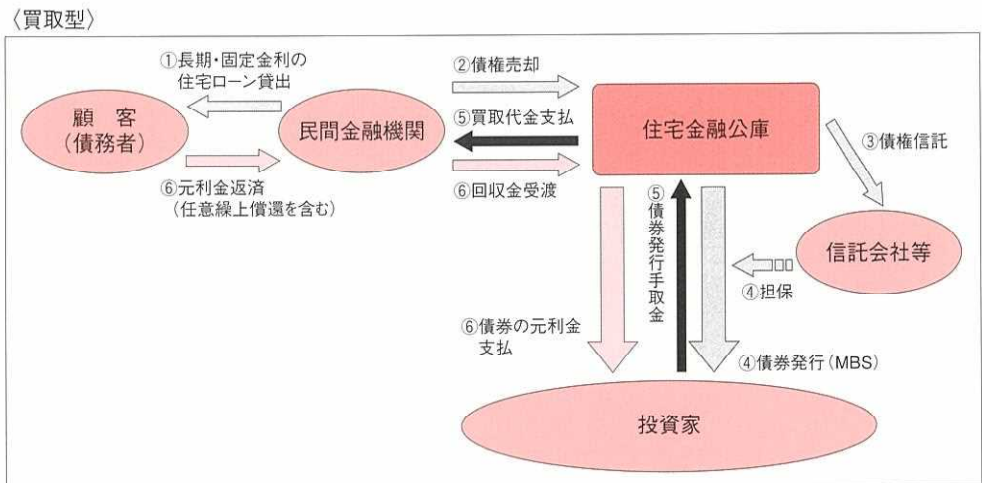 〈買取型〉
①長期・固定金利の
住宅ローン貸出
②債権売却
顧　客
(債務者)
民間金融機関
⑤買取代金支払
住宅金融公庫
③債権信託
⑥元利金返済
(任意繰上償還を含む)
⑥回収金受渡
⑤債券発行手取金
信託会社等
④担保
⑥債券の元利金
支払
④債券発行(MBS)
投資家